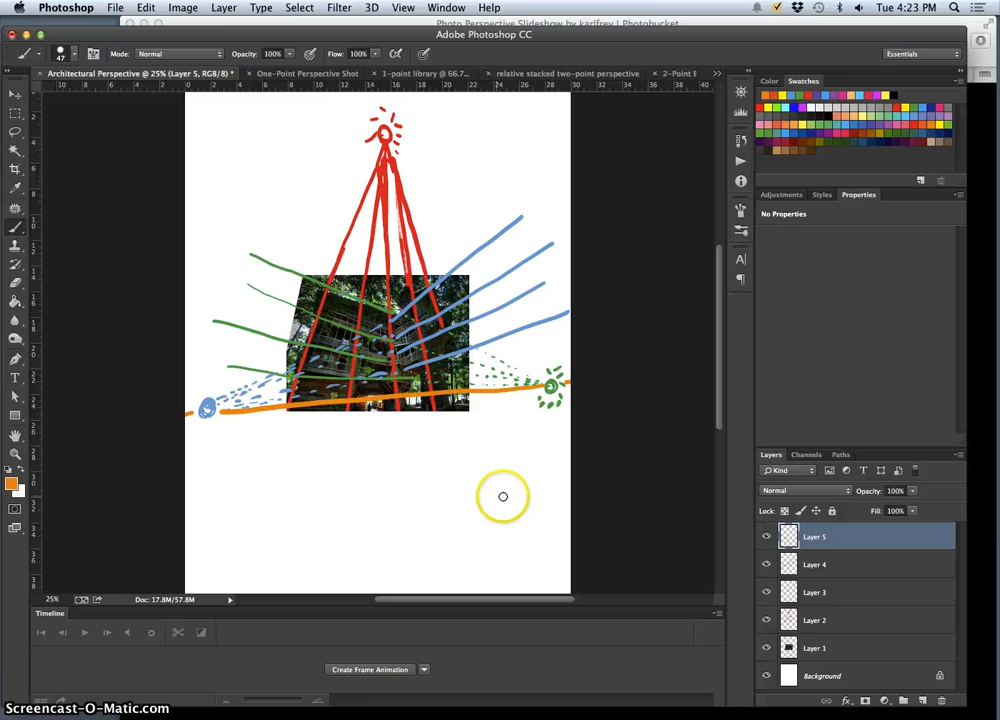 Photoshop File Edit Image Layer Type Select Filter 3D View Window Help Tue 4:23 PM
Photo Perspective Slideshow by karlfrey | Photobucket
Adobe Photoshop CC
47 Mode: Normal Opacity: 100% Flow: 100% Essentials
× Architectural Perspective @ 25% (Layer 5, RGB/8) * × One-Point Perspective Shot × 1-point library @ 66.7... × relative stacked two-point perspective × 2-Point
Color Swatches
Adjustments Styles Properties
No Properties
Layers Channels Paths
Kind
Normal Opacity: 100%
Lock: Fill: 100%
Layer 5
Layer 4
Layer 3
Layer 2
Layer 1
Background
25% Doc: 17.8M/57.8M
Timeline
Create Frame Animation
Screencast-O-Matic.com